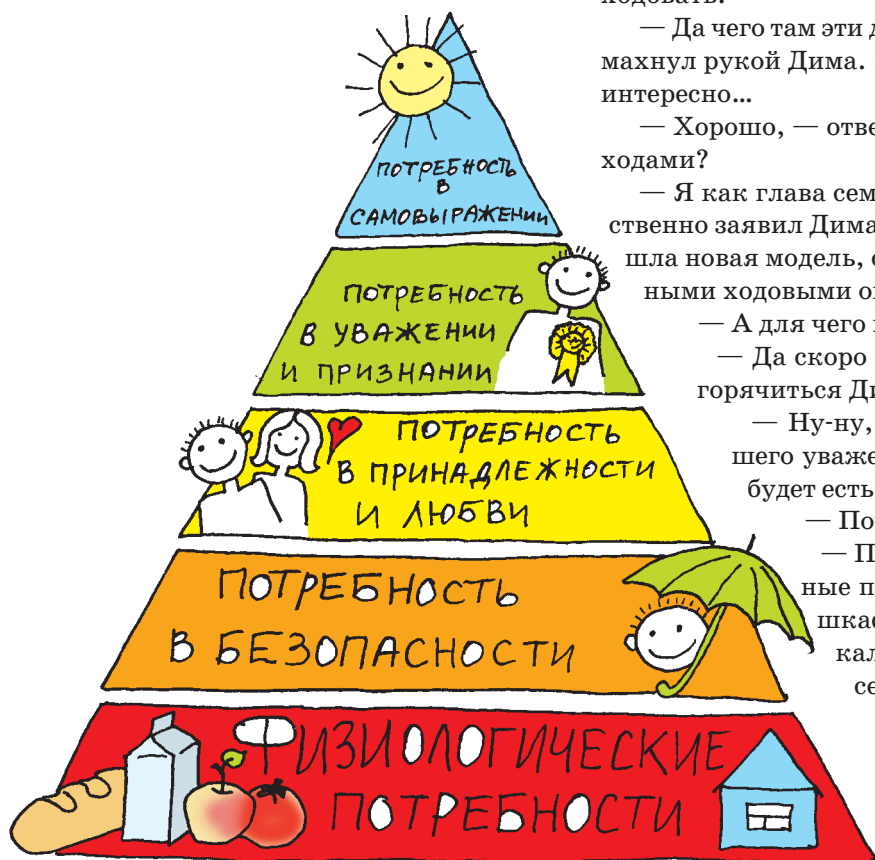 — Да чего там эти д
махнул рукой Дима.
интересно...
— Хорошо, — отве
ходами?
— Я как глава сем
ственно заявил Дима
шла новая модель, с
ными ходовыми о
— А для чего
— Да скоро
горячиться Ди
— Ну-ну,
шего уваже
будет есть
— По
— П
ные п
шкас
кал
се
ПОТРЕБНОСТЬ
В
САМОВЫРАЖЕНИИ
ПОТРЕБНОСТЬ
В УВАЖЕНИИ
И ПРИЗНАНИИ
ПОТРЕБНОСТЬ
В ПРИНАДЛЕЖНОСТИ
И ЛЮБВИ
ПОТРЕБНОСТЬ
В БЕЗОПАСНОСТИ
ФИЗИОЛОГИЧЕСКИЕ
ПОТРЕБНОСТИ